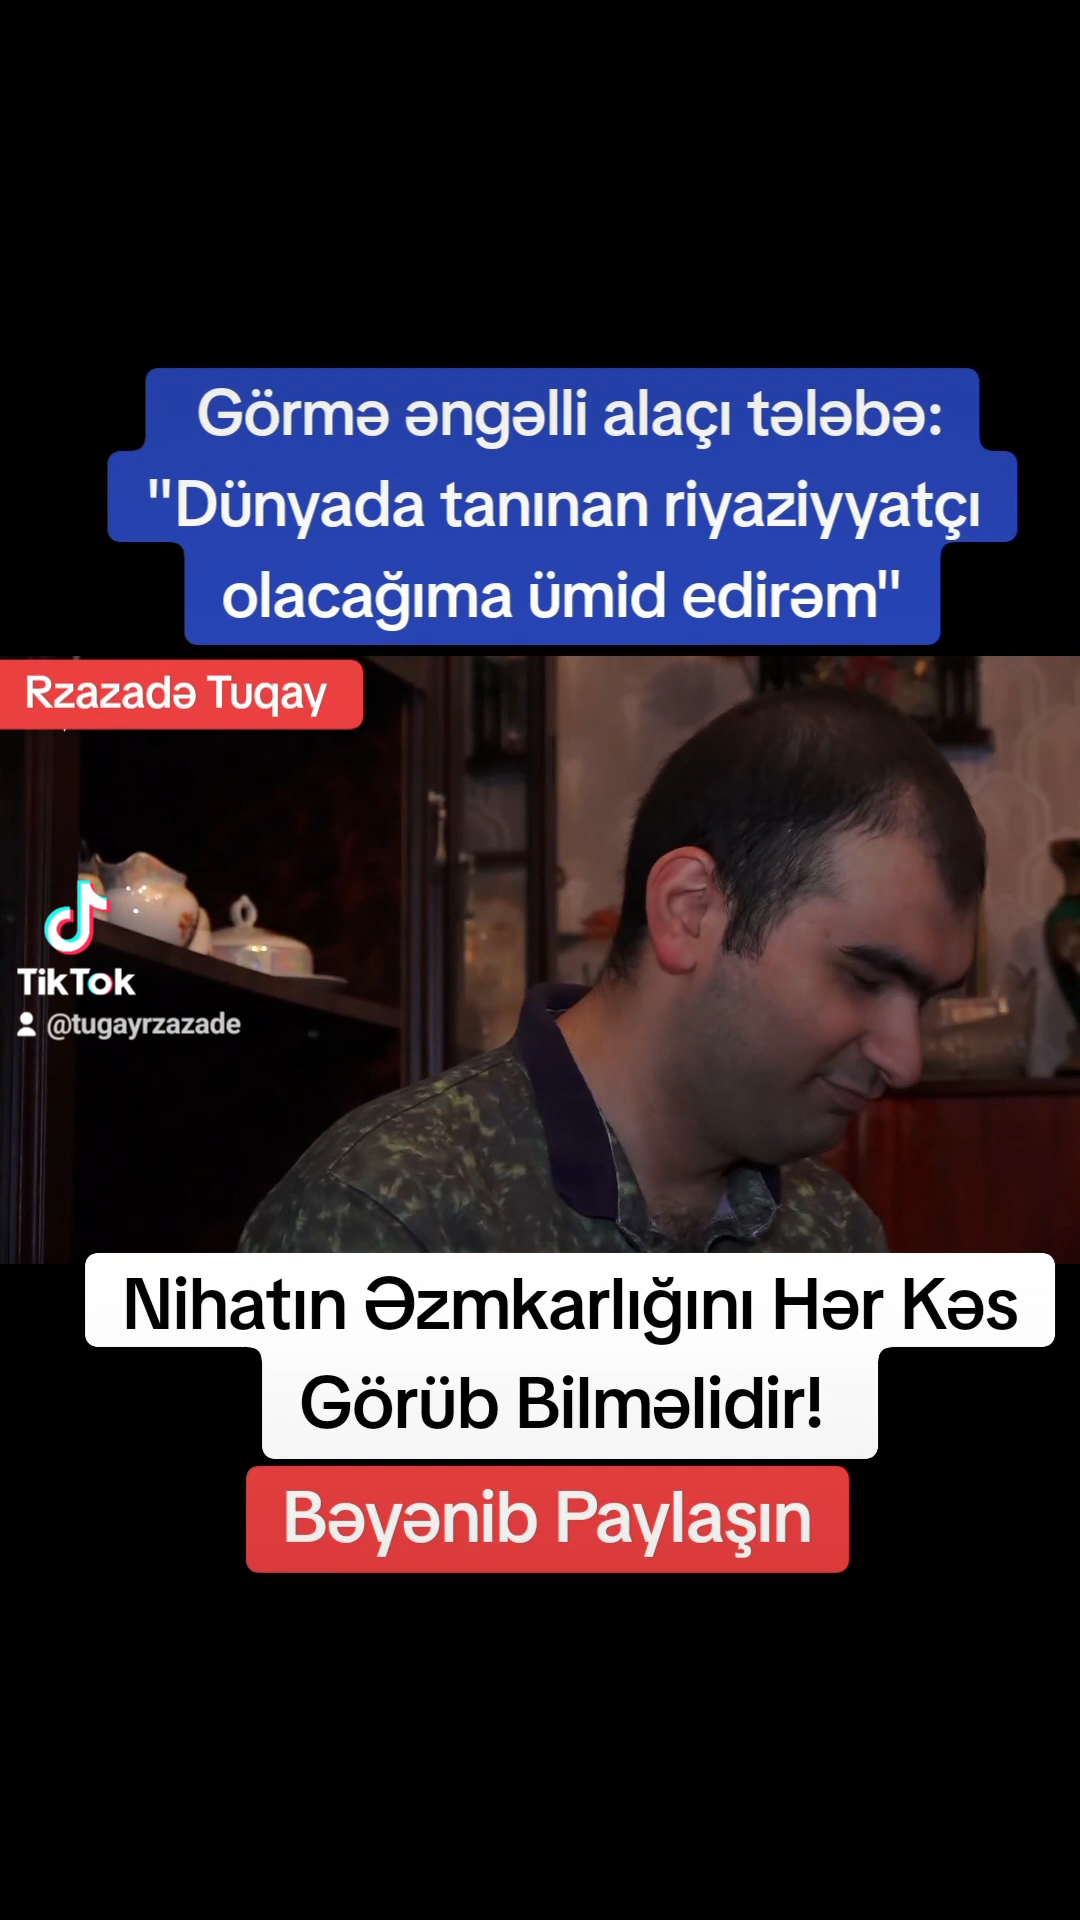 Görmə əngəlli alaçı tələbə:
"Dünyada tanınan riyaziyyatçı
olacağıma ümid edirəm"
Rzazadə Tuqay
TikTok
@tugayrzazade
Nihatın Əzmkarlığını Hər Kəs
Görüb Bilməlidir!
Bəyənib Paylaşın